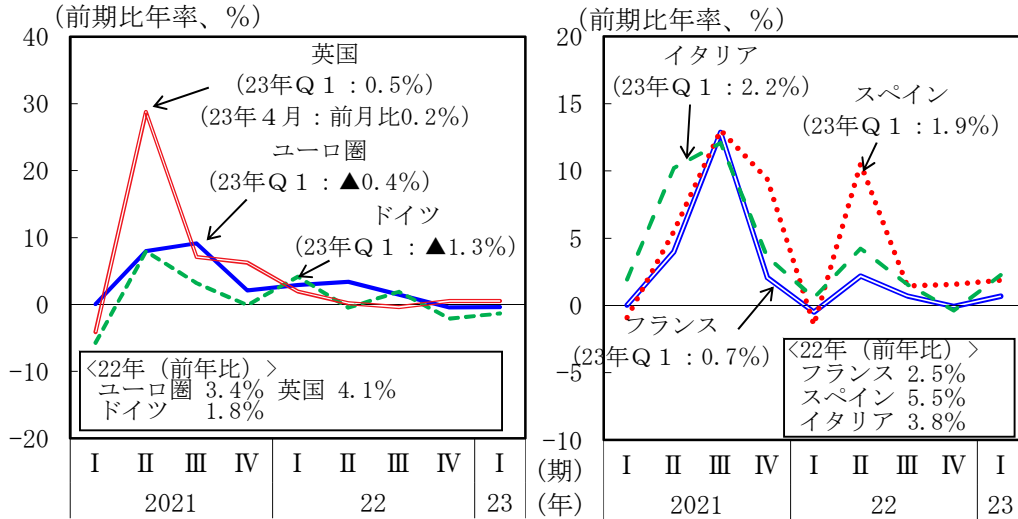 (前期比年率、%)
40
30
20
10
0
-10
-20
英国
(23年Q1:0.5%)
(23年4月:前月比0.2%)
ユーロ圏
(23年Q1:▲0.4%)
ドイツ
(23年Q1:▲1.3%)
<22年(前年比)>
ユーロ圏 3.4% 英国 4.1%
ドイツ 1.8%
Ⅰ Ⅱ Ⅲ Ⅳ Ⅰ Ⅱ Ⅲ Ⅳ Ⅰ (期)
2021 22 23 (年)
(前期比年率、%)
20
15
10
5
0
-5
-10
イタリア
(23年Q1:2.2%)
スペイン
(23年Q1:1.9%)
フランス
(23年Q1:0.7%)
<22年(前年比)>
フランス 2.5%
スペイン 5.5%
イタリア 3.8%
Ⅰ Ⅱ Ⅲ Ⅳ Ⅰ Ⅱ Ⅲ Ⅳ Ⅰ
2021 22 23